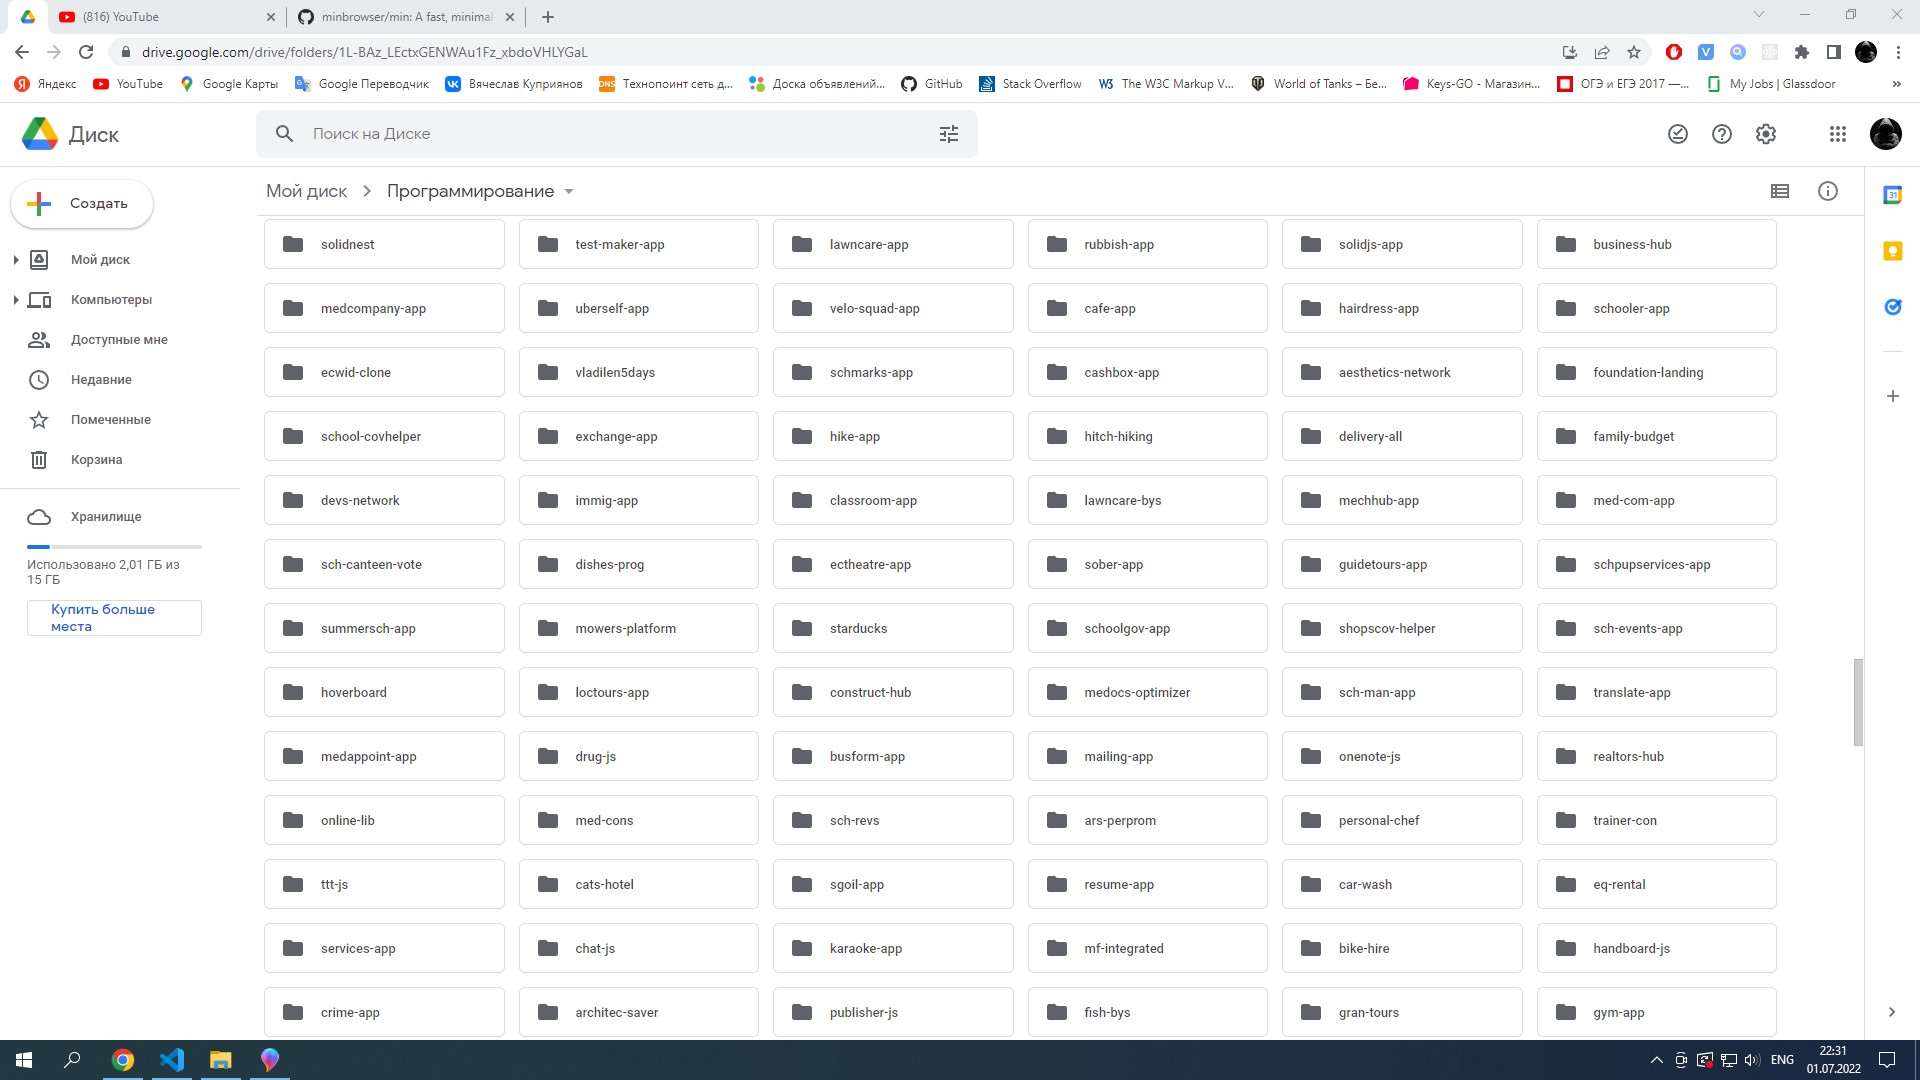 (816) YouTube
minbrowser/min: A fast, minimal
drive.google.com/drive/folders/1L-BAz_LEctxGENWAu1Fz_xbdoVHLYGaL
Яндекс YouTube Google Карты Google Переводчик Вячеслав Куприянов DNS Технопоинт сеть д... Доска объявлений... GitHub Stack Overflow W3 The W3C Markup V... World of Tanks – Бе... Keys-GO - Магазин... ОГЭ и ЕГЭ 2017 —... My Jobs | Glassdoor »
Диск
Поиск на Диске
Создать
Мой диск
Компьютеры
Доступные мне
Недавние
Помеченные
Корзина
Хранилище
Использовано 2,01 ГБ из
15 ГБ
Купить больше
места
Мой диск > Программирование
solidnest test-maker-app lawncare-app rubbish-app solidjs-app business-hub
medcompany-app uberself-app velo-squad-app cafe-app hairdress-app schooler-app
ecwid-clone vladilen5days schmarks-app cashbox-app aesthetics-network foundation-landing
school-covhelper exchange-app hike-app hitch-hiking delivery-all family-budget
devs-network immig-app classroom-app lawncare-bys mechhub-app med-com-app
sch-canteen-vote dishes-prog ectheatre-app sober-app guidetours-app schpupservices-app
summersch-app mowers-platform starducks schoolgov-app shopscov-helper sch-events-app
hoverboard loctours-app construct-hub medocs-optimizer sch-man-app translate-app
medappoint-app drug-js busform-app mailing-app onenote-js realtors-hub
online-lib med-cons sch-revs ars-perprom personal-chef trainer-con
ttt-js cats-hotel sgoil-app resume-app car-wash eq-rental
services-app chat-js karaoke-app mf-integrated bike-hire handboard-js
crime-app architec-saver publisher-js fish-bys gran-tours gym-app
31
ENG
22:31
01.07.2022